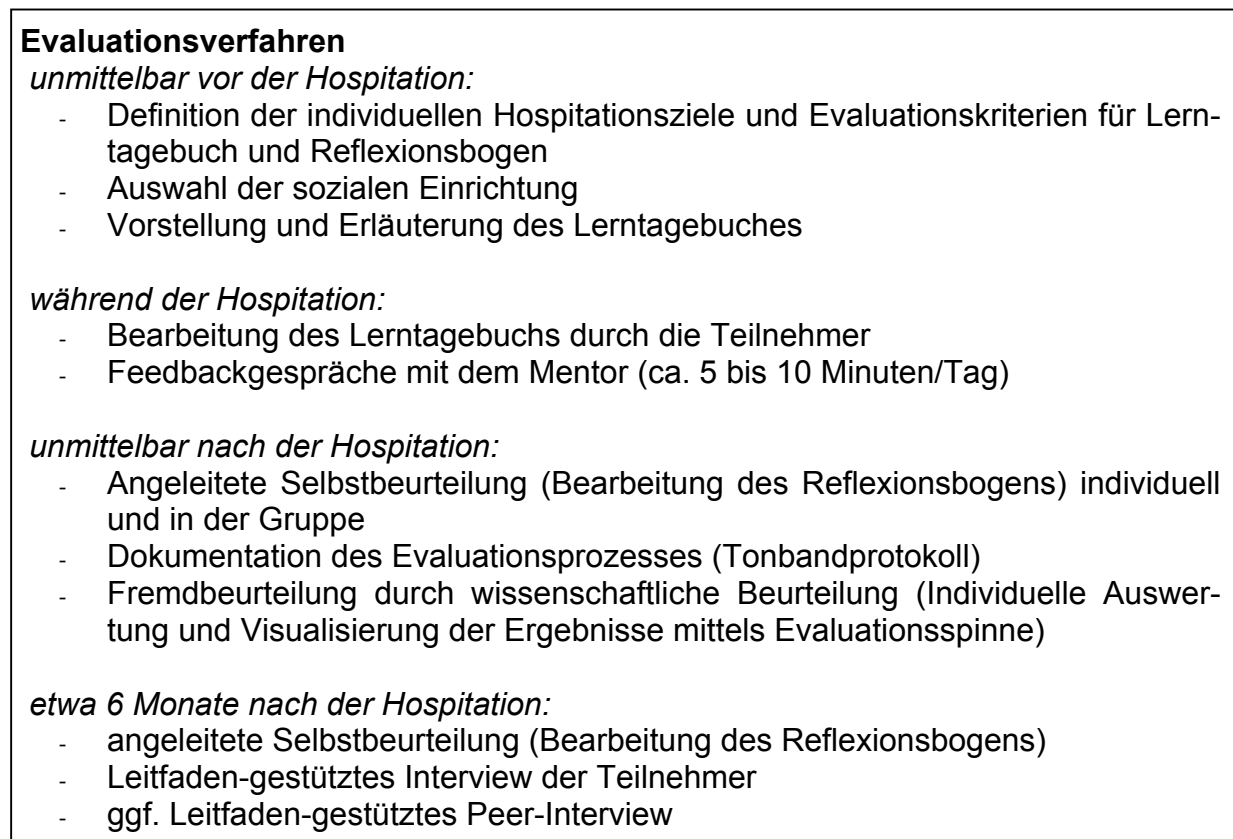 Evaluationsverfahren
unmittelbar vor der Hospitation:
- Definition der individuellen Hospitationsziele und Evaluationskriterien für Lern-
tagebuch und Reflexionsbogen
- Auswahl der sozialen Einrichtung
- Vorstellung und Erläuterung des Lerntagebuches
während der Hospitation:
- Bearbeitung des Lerntagebuchs durch die Teilnehmer
- Feedbackgespräche mit dem Mentor (ca. 5 bis 10 Minuten/Tag)
unmittelbar nach der Hospitation:
- Angeleitete Selbstbeurteilung (Bearbeitung des Reflexionsbogens) individuell
und in der Gruppe
- Dokumentation des Evaluationsprozesses (Tonbandprotokoll)
- Fremdbeurteilung durch wissenschaftliche Beurteilung (Individuelle Auswer-
tung und Visualisierung der Ergebnisse mittels Evaluationsspinne)
etwa 6 Monate nach der Hospitation:
- angeleitete Selbstbeurteilung (Bearbeitung des Reflexionsbogens)
- Leitfaden-gestütztes Interview der Teilnehmer
- ggf. Leitfaden-gestütztes Peer-Interview